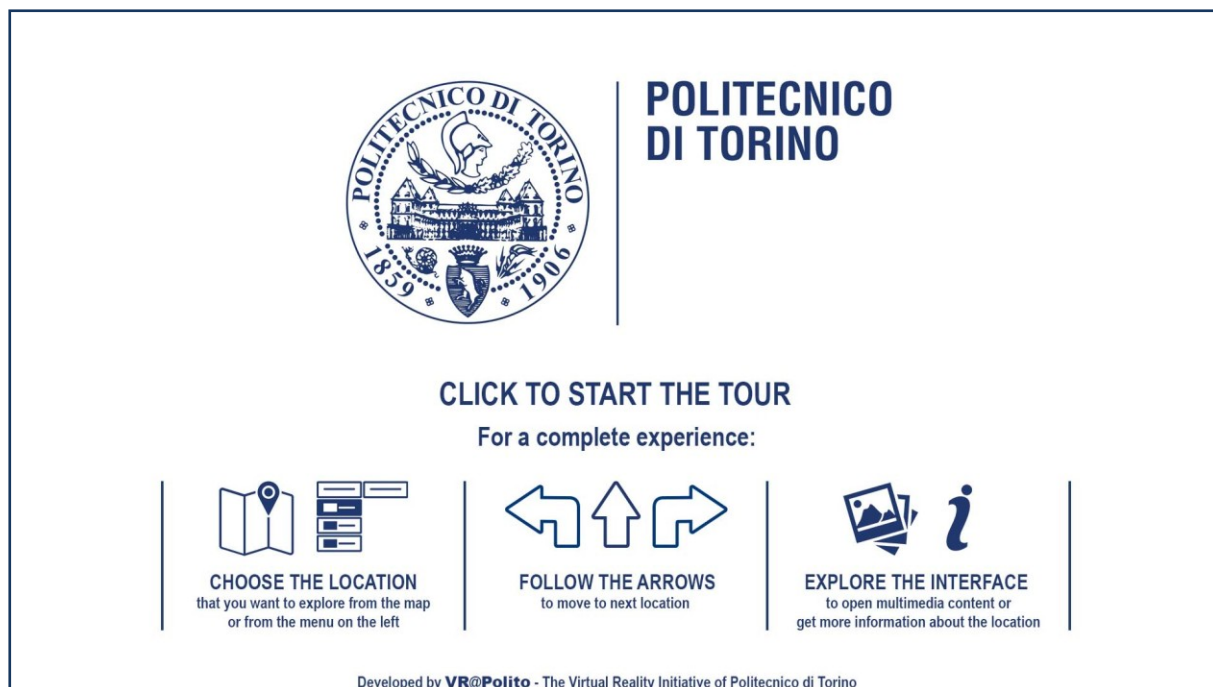 POLITECNICO DI TORINO
1859 1906
POLITECNICO
DI TORINO
CLICK TO START THE TOUR
For a complete experience:
CHOOSE THE LOCATION
that you want to explore from the map
or from the menu on the left
FOLLOW THE ARROWS
to move to next location
EXPLORE THE INTERFACE
to open multimedia content or
get more information about the location
Developed by VR@Polito - The Virtual Reality Initiative of Politecnico di Torino